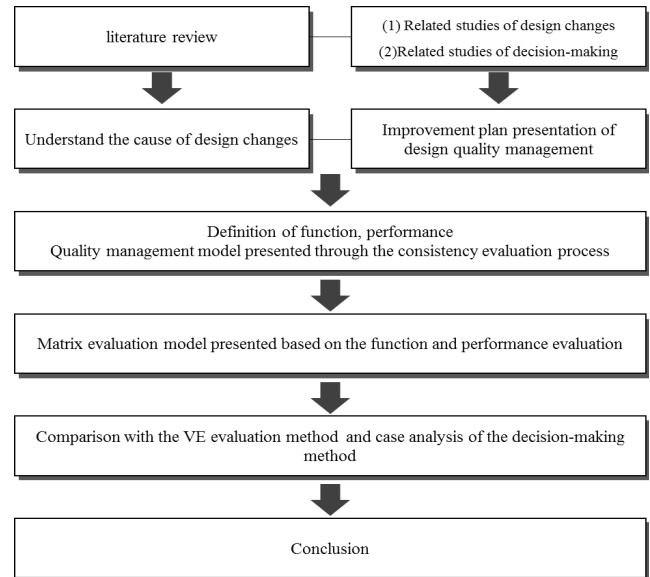 literature review
(1) Related studies of design changes
(2)Related studies of decision-making
Understand the cause of design changes
Improvement plan presentation of
design quality management
Definition of function, performance
Quality management model presented through the consistency evaluation process
Matrix evaluation model presented based on the function and performance evaluation
Comparison with the VE evaluation method and case analysis of the decision-making
method
Conclusion